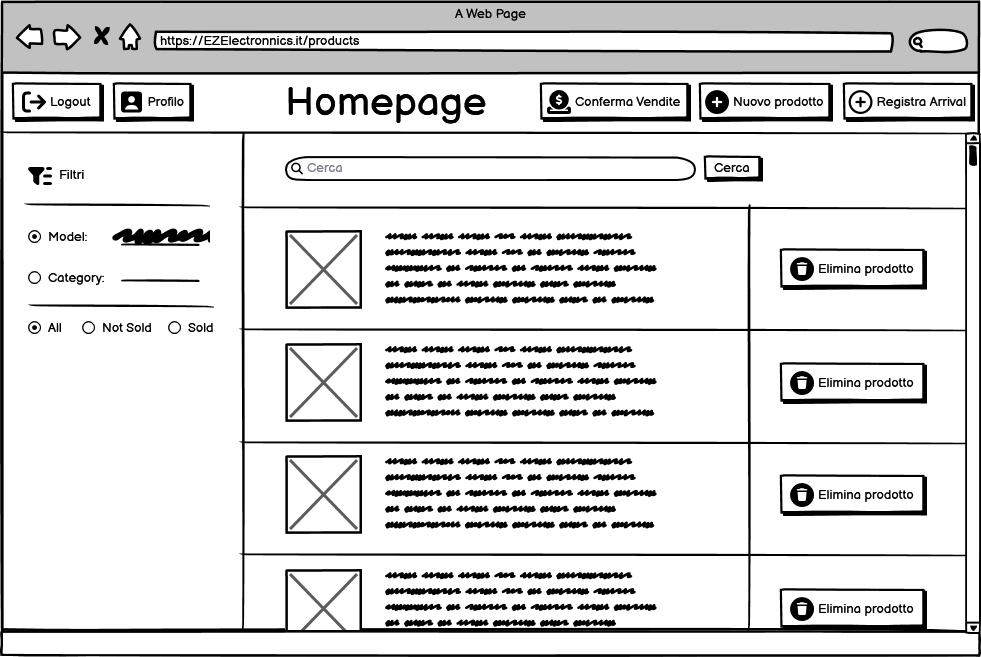 A Web Page
https://EZElectronnics.it/products
Logout
Profilo
Homepage
Conferma Vendite
Nuovo prodotto
Registra Arrival
Filtri
Cerca
Cerca
Model:
Category:
All
Not Sold
Sold
Elimina prodotto
Elimina prodotto
Elimina prodotto
Elimina prodotto